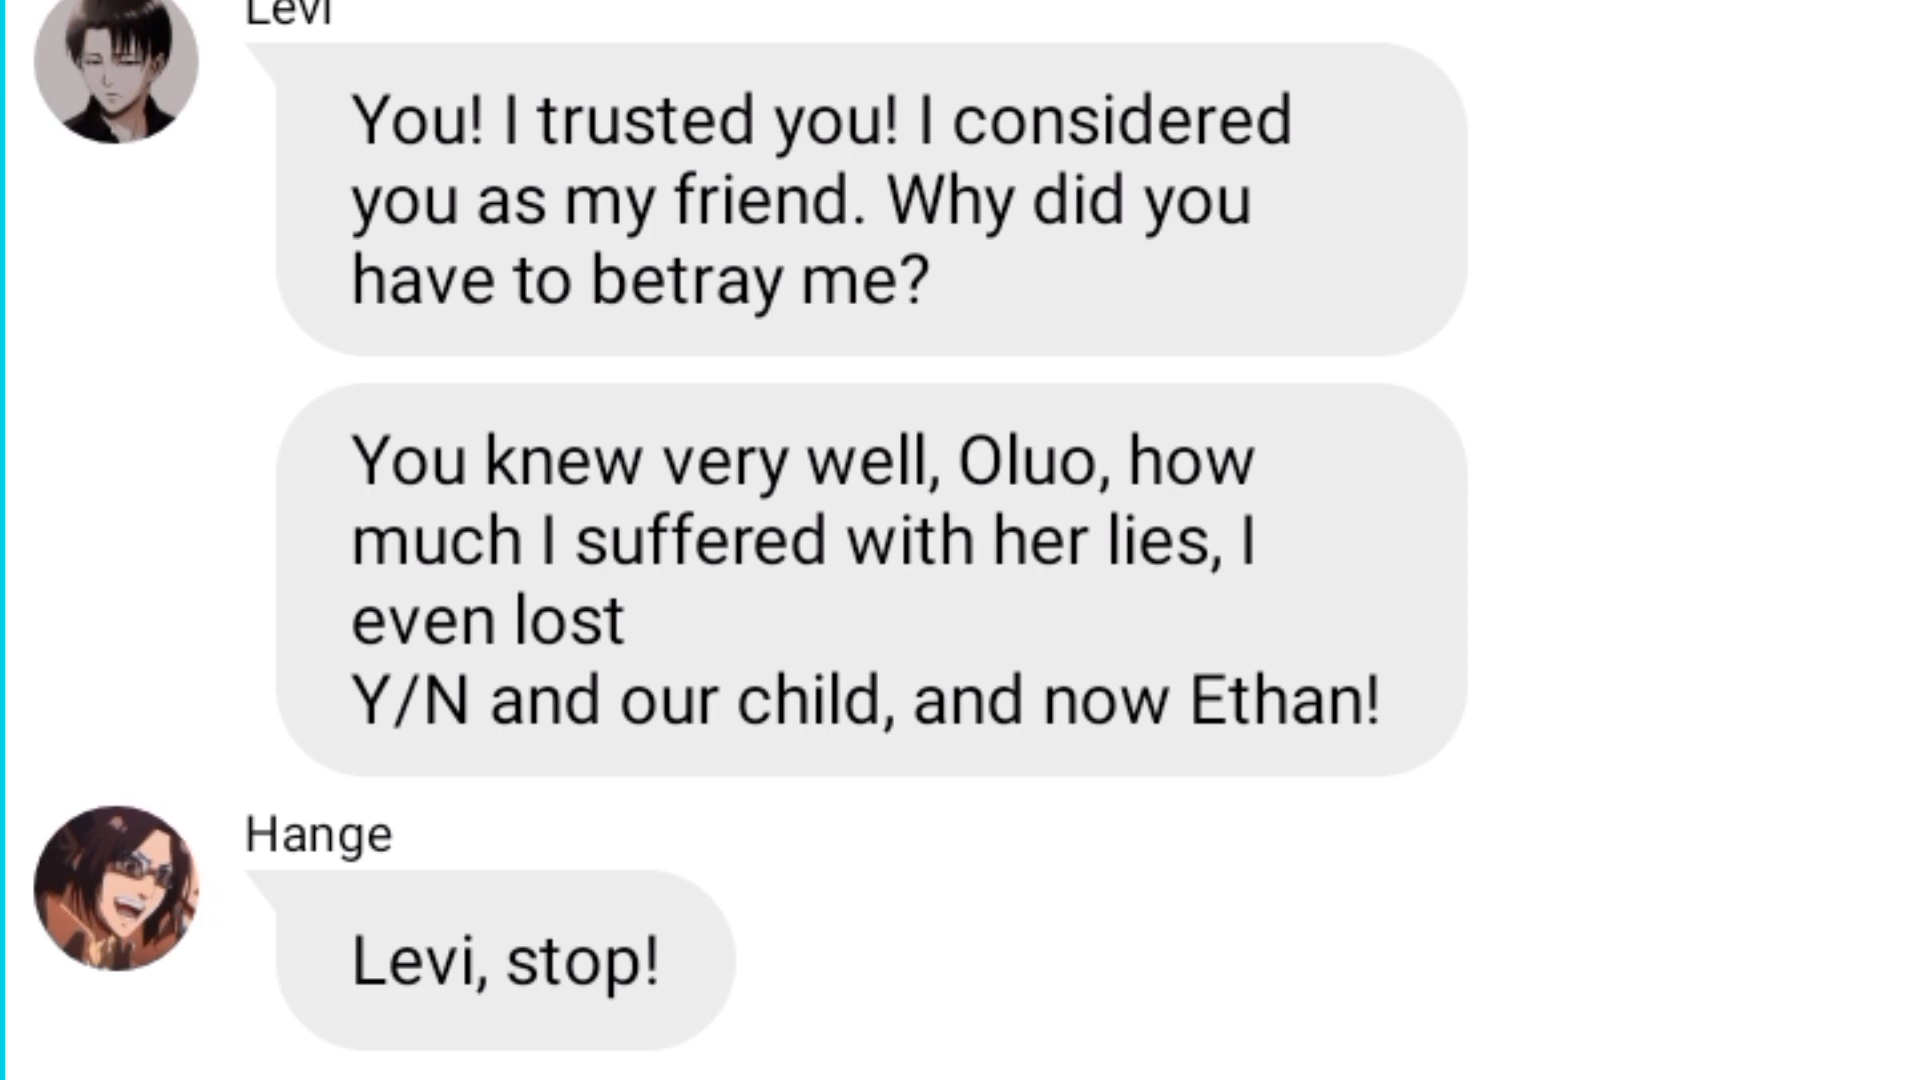 Levi
You! I trusted you! I considered
you as my friend. Why did you
have to betray me?
You knew very well, Oluo, how
much I suffered with her lies, I
even lost
Y/N and our child, and now Ethan!
Hange
Levi, stop!